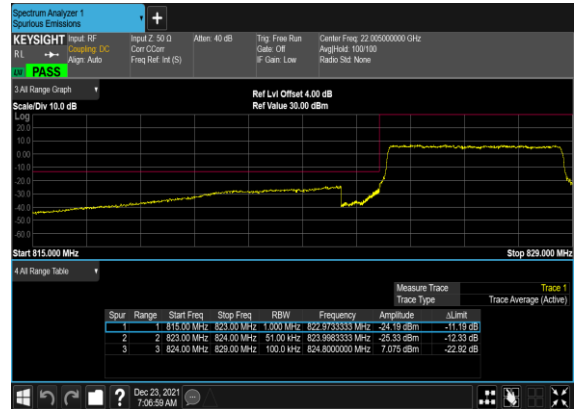 Spectrum Analyzer 1
Spurious Emissions
KEYSIGHT Input: RF Input Z: 50 Ω Atten: 40 dB Trig: Free Run Center Freq: 22.005000000 GHz
RL Coupling: DC Corr CCorr Gate: Off Avg|Hold: 100/100
Align: Auto Freq Ref: Int (S) IF Gain: Low Radio Std: None
LW PASS
3 All Range Graph
Ref Lvl Offset 4.00 dB
Scale/Div 10.0 dB Ref Value 30.00 dBm
Log
20.0
10.0
0.00
-10.0
-20.0
-30.0
-40.0
-50.0
-60.0
Start 815.000 MHz Stop 829.000 MHz
4 All Range Table
Measure Trace Trace 1
Trace Type Trace Average (Active)
Spur Range Start Freq Stop Freq RBW Frequency Amplitude ΔLimit
1 1 815.00 MHz 823.00 MHz 1.000 MHz 822.9733333 MHz -24.19 dBm -11.19 dB
2 2 823.00 MHz 824.00 MHz 51.00 kHz 823.9983333 MHz -25.33 dBm -12.33 dB
3 3 824.00 MHz 829.00 MHz 100.0 kHz 824.8000000 MHz 7.075 dBm -22.92 dB
? Dec 23, 2021
7:06:59 AM